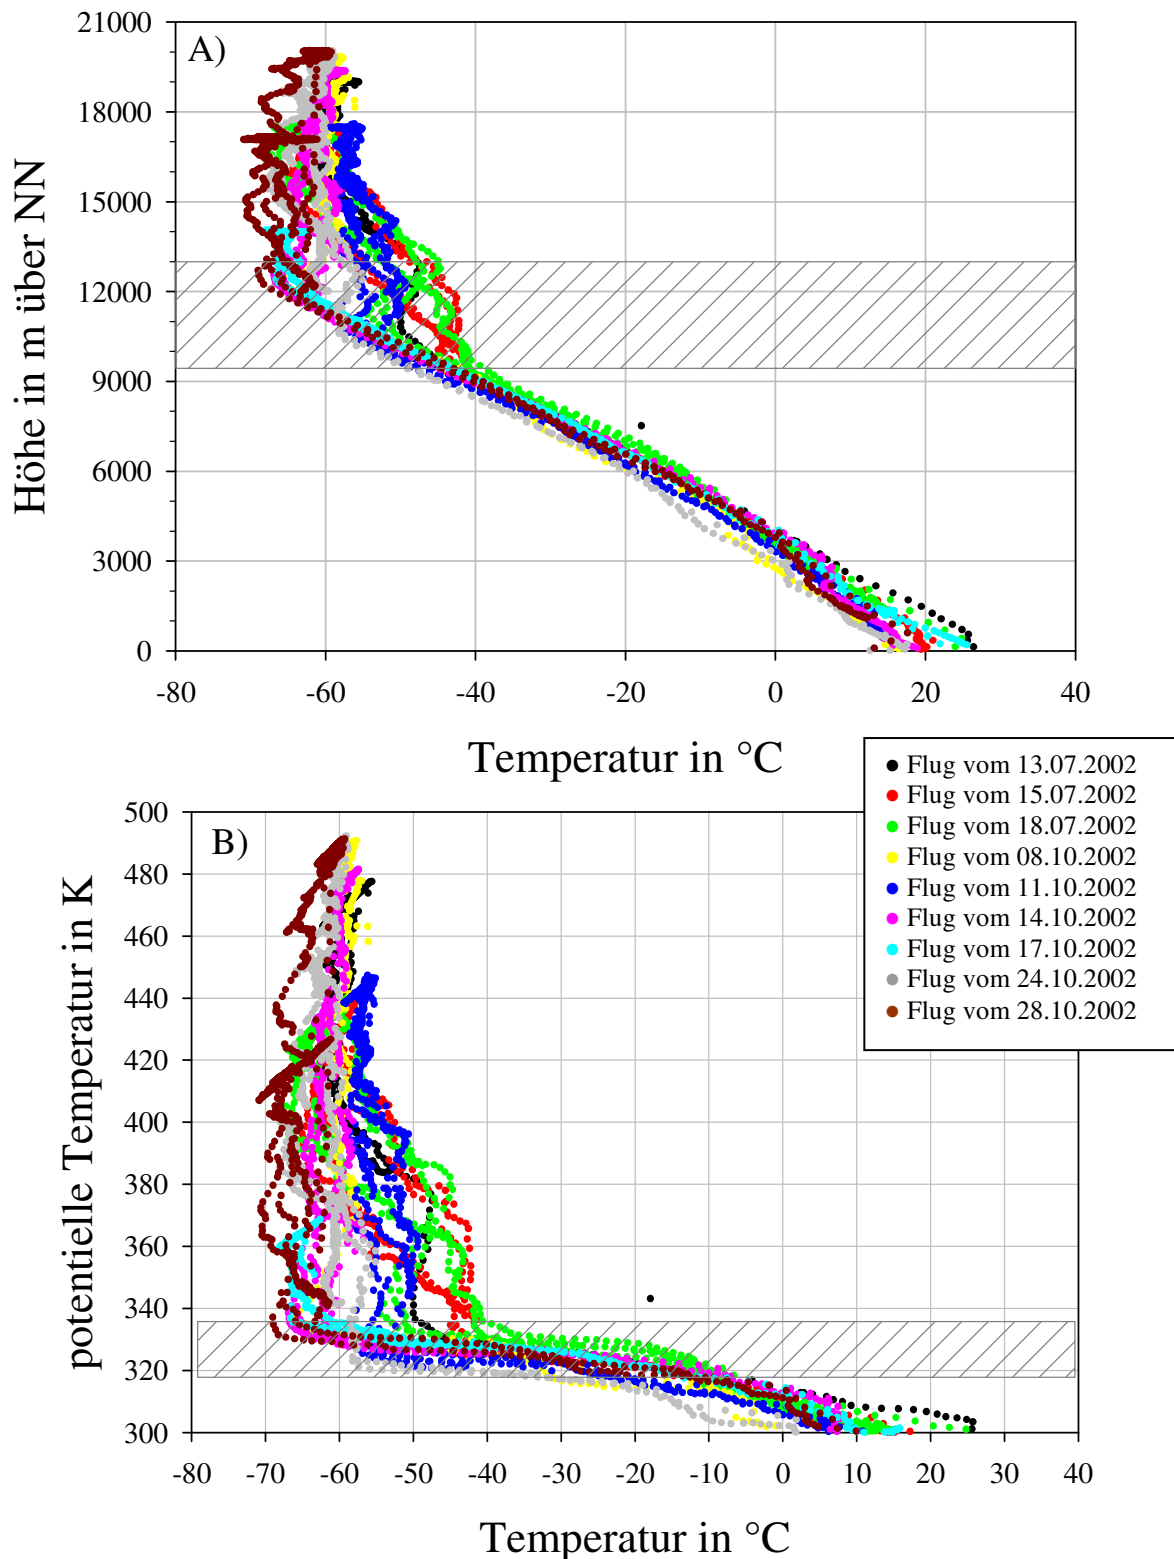 A)
21000
18000
15000
12000
9000
6000
3000
0
Höhe in m über NN
-80 -60 -40 -20 0 20 40
Temperatur in °C
Flug vom 13.07.2002
Flug vom 15.07.2002
Flug vom 18.07.2002
Flug vom 08.10.2002
Flug vom 11.10.2002
Flug vom 14.10.2002
Flug vom 17.10.2002
Flug vom 24.10.2002
Flug vom 28.10.2002
B)
500
480
460
440
420
400
380
360
340
320
300
potentielle Temperatur in K
-80 -70 -60 -50 -40 -30 -20 -10 0 10 20 30 40
Temperatur in °C